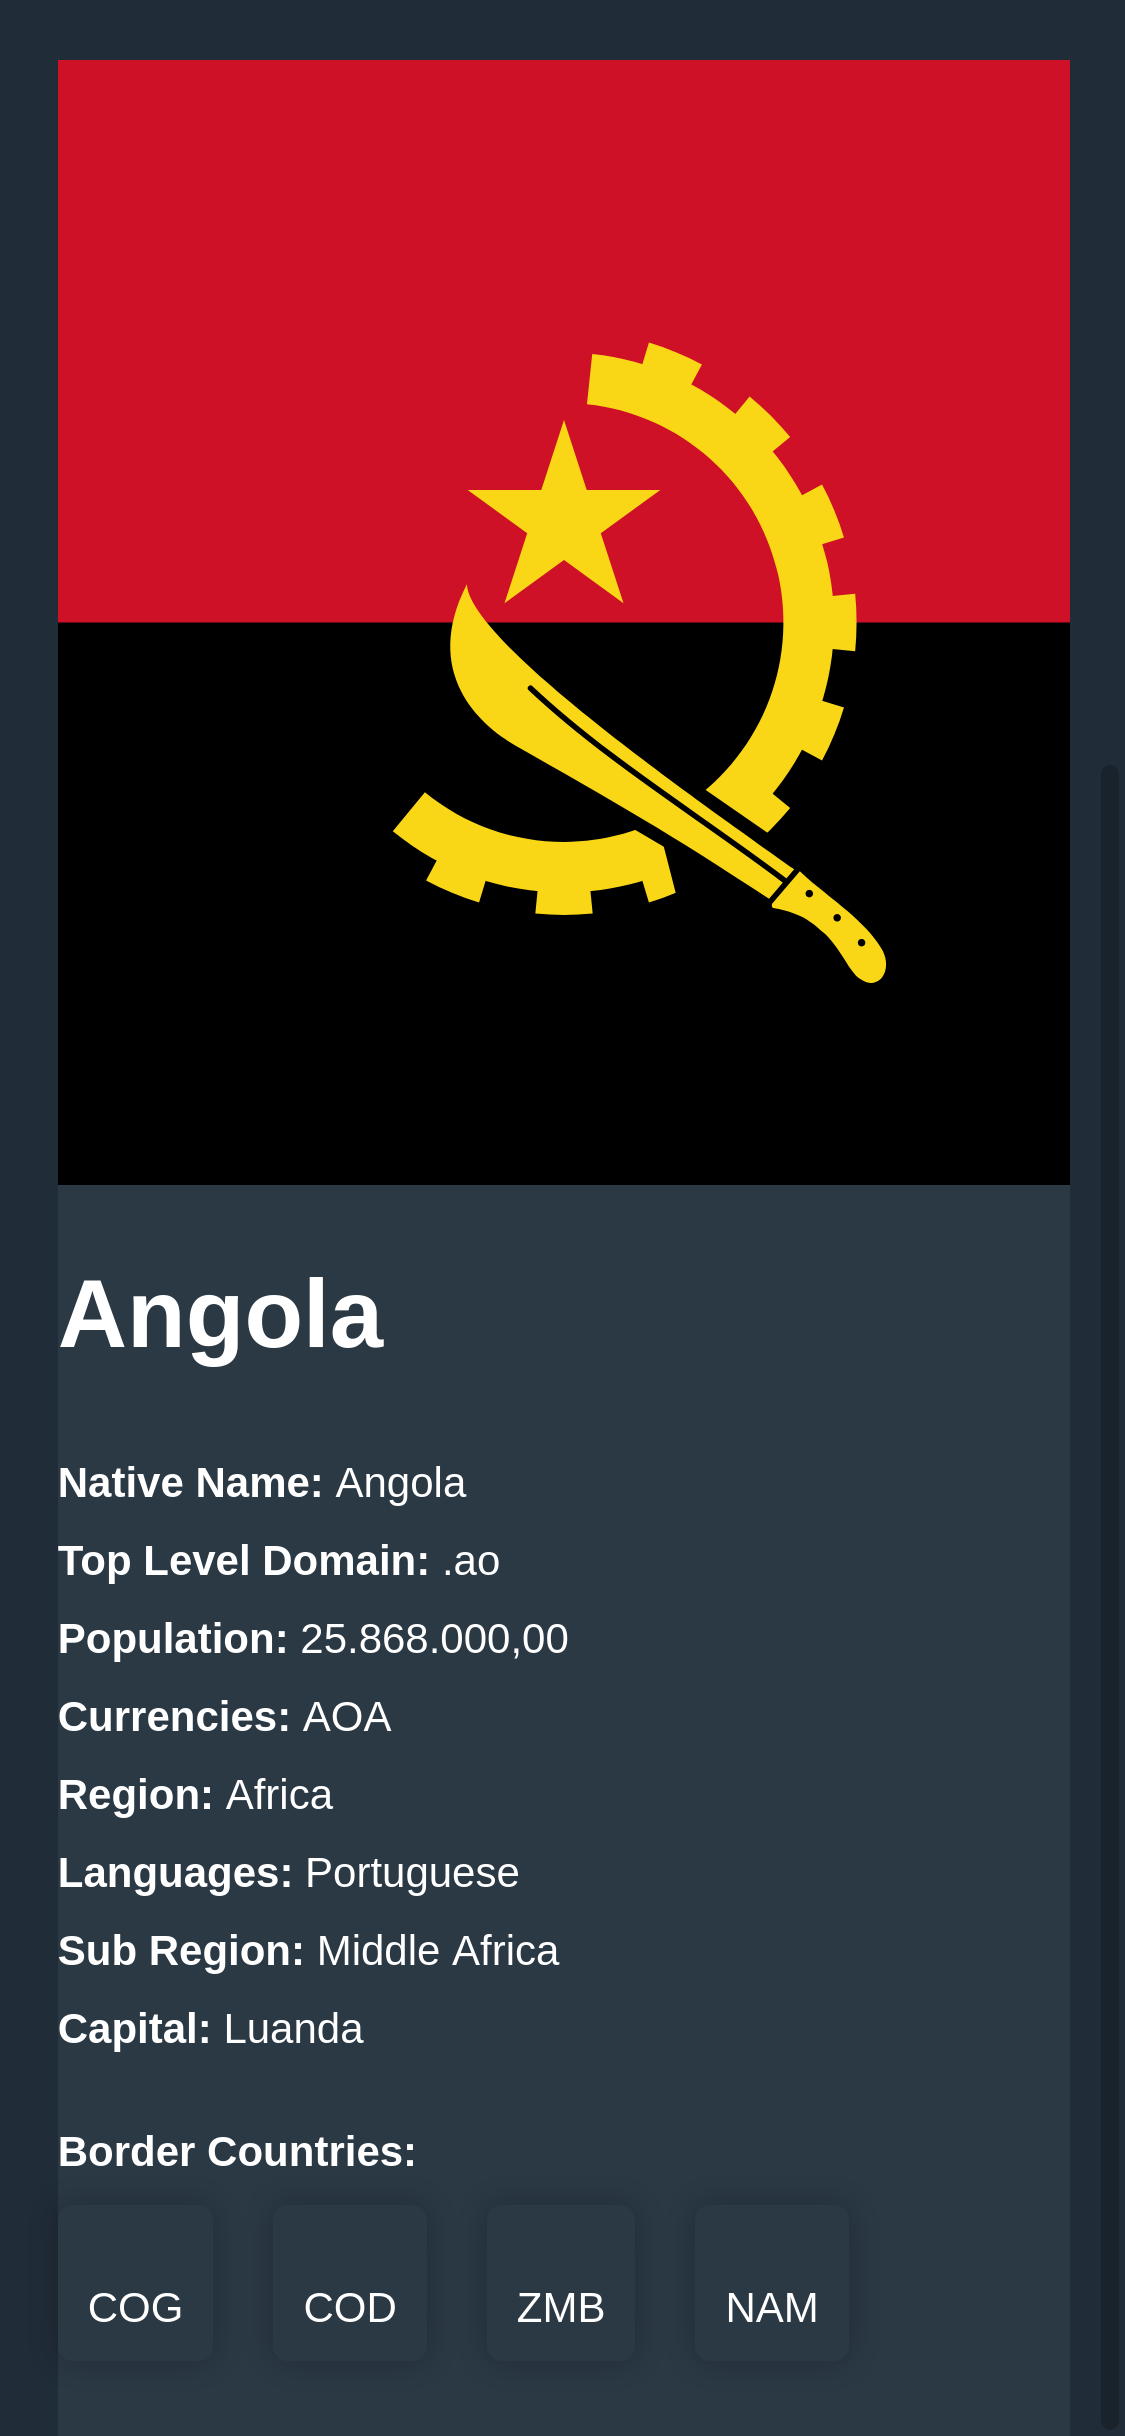 Angola
Native Name: Angola
Top Level Domain: .ao
Population: 25.868.000,00
Currencies: AOA
Region: Africa
Languages: Portuguese
Sub Region: Middle Africa
Capital: Luanda
Border Countries:
COG COD ZMB NAM